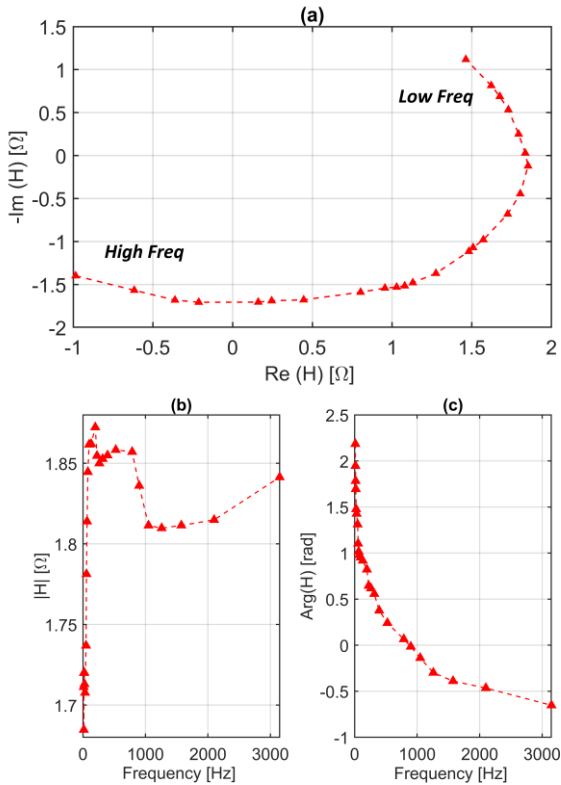 (a)
1.5
1
0.5
0
-0.5
-1
-1.5
-2
-Im (H) [Ω]
Low Freq
High Freq
-1 -0.5 0 0.5 1 1.5 2
Re (H) [Ω]
(b)
1.85
1.8
1.75
1.7
|H| [Ω]
0 1000 2000 3000
Frequency [Hz]
(c)
2.5
2
1.5
1
0.5
0
-0.5
-1
Arg(H) [rad]
0 1000 2000 3000
Frequency [Hz]